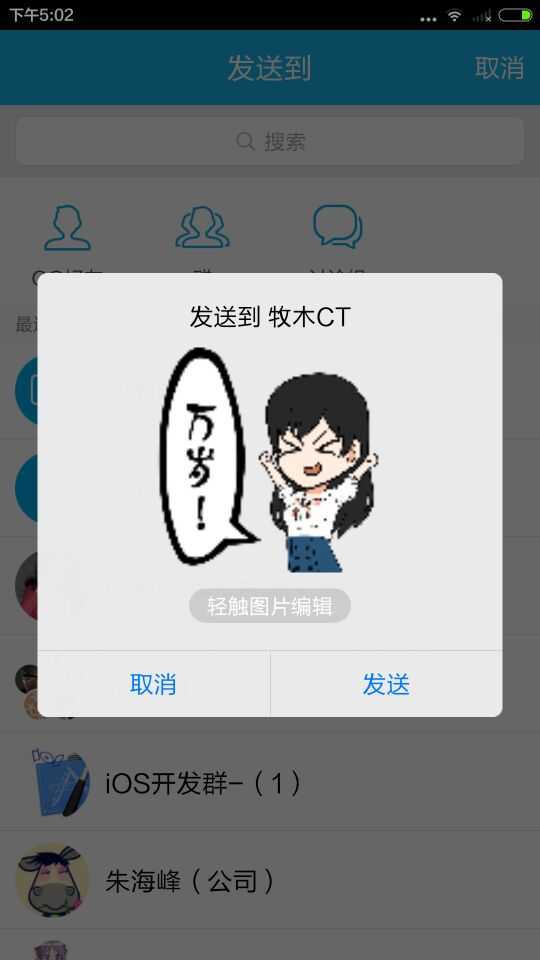 下午5:02
发送到
取消
搜索
发送到 牧木CT
万岁！
轻触图片编辑
取消
发送
iOS开发群-（1）
朱海峰（公司）